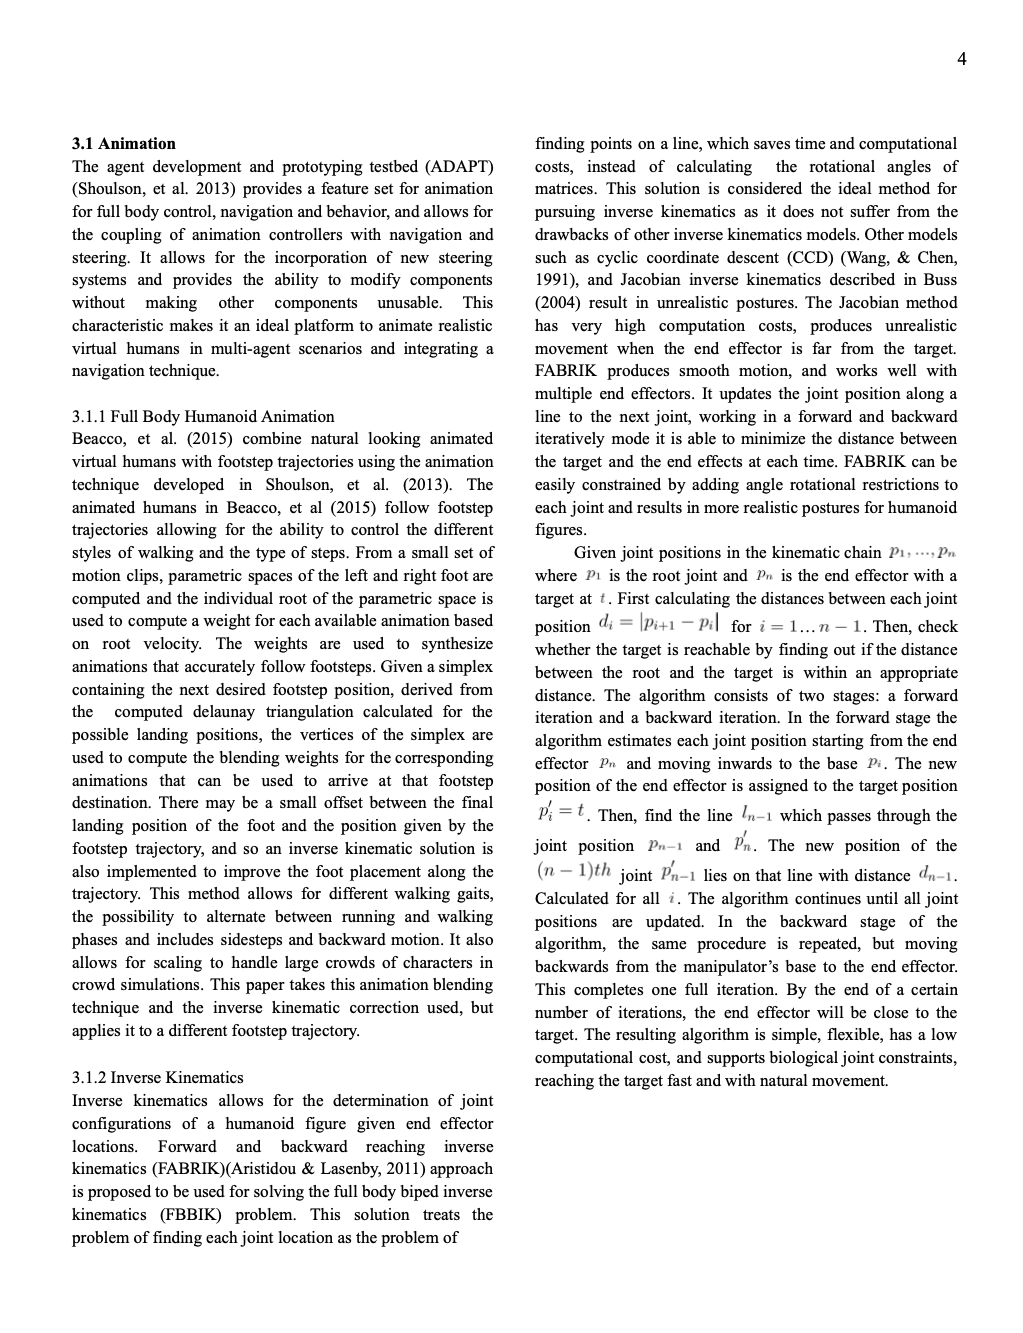 4
3.1 Animation
The agent development and prototyping testbed (ADAPT)
(Shoulson, et al. 2013) provides a feature set for animation
for full body control, navigation and behavior, and allows for
the coupling of animation controllers with navigation and
steering. It allows for the incorporation of new steering
systems and provides the ability to modify components
without making other components unusable. This
characteristic makes it an ideal platform to animate realistic
virtual humans in multi-agent scenarios and integrating a
navigation technique.
3.1.1 Full Body Humanoid Animation
Beacco, et al. (2015) combine natural looking animated
virtual humans with footstep trajectories using the animation
technique developed in Shoulson, et al. (2013). The
animated humans in Beacco, et al (2015) follow footstep
trajectories allowing for the ability to control the different
styles of walking and the type of steps. From a small set of
motion clips, parametric spaces of the left and right foot are
computed and the individual root of the parametric space is
used to compute a weight for each available animation based
on root velocity. The weights are used to synthesize
animations that accurately follow footsteps. Given a simplex
containing the next desired footstep position, derived from
the computed delaunay triangulation calculated for the
possible landing positions, the vertices of the simplex are
used to compute the blending weights for the corresponding
animations that can be used to arrive at that footstep
destination. There may be a small offset between the final
landing position of the foot and the position given by the
footstep trajectory, and so an inverse kinematic solution is
also implemented to improve the foot placement along the
trajectory. This method allows for different walking gaits,
the possibility to alternate between running and walking
phases and includes sidesteps and backward motion. It also
allows for scaling to handle large crowds of characters in
crowd simulations. This paper takes this animation blending
technique and the inverse kinematic correction used, but
applies it to a different footstep trajectory.
3.1.2 Inverse Kinematics
Inverse kinematics allows for the determination of joint
configurations of a humanoid figure given end effector
locations. Forward and backward reaching inverse
kinematics (FABRIK)(Aristidou & Lasenby, 2011) approach
is proposed to be used for solving the full body biped inverse
kinematics (FBBIK) problem. This solution treats the
problem of finding each joint location as the problem of
finding points on a line, which saves time and computational
costs, instead of calculating the rotational angles of
matrices. This solution is considered the ideal method for
pursuing inverse kinematics as it does not suffer from the
drawbacks of other inverse kinematics models. Other models
such as cyclic coordinate descent (CCD) (Wang, & Chen,
1991), and Jacobian inverse kinematics described in Buss
(2004) result in unrealistic postures. The Jacobian method
has very high computation costs, produces unrealistic
movement when the end effector is far from the target.
FABRIK produces smooth motion, and works well with
multiple end effectors. It updates the joint position along a
line to the next joint, working in a forward and backward
iteratively mode it is able to minimize the distance between
the target and the end effects at each time. FABRIK can be
easily constrained by adding angle rotational restrictions to
each joint and results in more realistic postures for humanoid
figures.
Given joint positions in the kinematic chain p₁, ..., pₙ
where p₁ is the root joint and pₙ is the end effector with a
target at t. First calculating the distances between each joint
position dᵢ = |pᵢ₊₁ − pᵢ| for i = 1...n − 1. Then, check
whether the target is reachable by finding out if the distance
between the root and the target is within an appropriate
distance. The algorithm consists of two stages: a forward
iteration and a backward iteration. In the forward stage the
algorithm estimates each joint position starting from the end
effector pₙ and moving inwards to the base pᵢ. The new
position of the end effector is assigned to the target position
p′ᵢ = t. Then, find the line lₙ₋₁ which passes through the
joint position pₙ₋₁ and p′ₙ. The new position of the
(n − 1)th joint p′ₙ₋₁ lies on that line with distance dₙ₋₁.
Calculated for all i. The algorithm continues until all joint
positions are updated. In the backward stage of the
algorithm, the same procedure is repeated, but moving
backwards from the manipulator’s base to the end effector.
This completes one full iteration. By the end of a certain
number of iterations, the end effector will be close to the
target. The resulting algorithm is simple, flexible, has a low
computational cost, and supports biological joint constraints,
reaching the target fast and with natural movement.